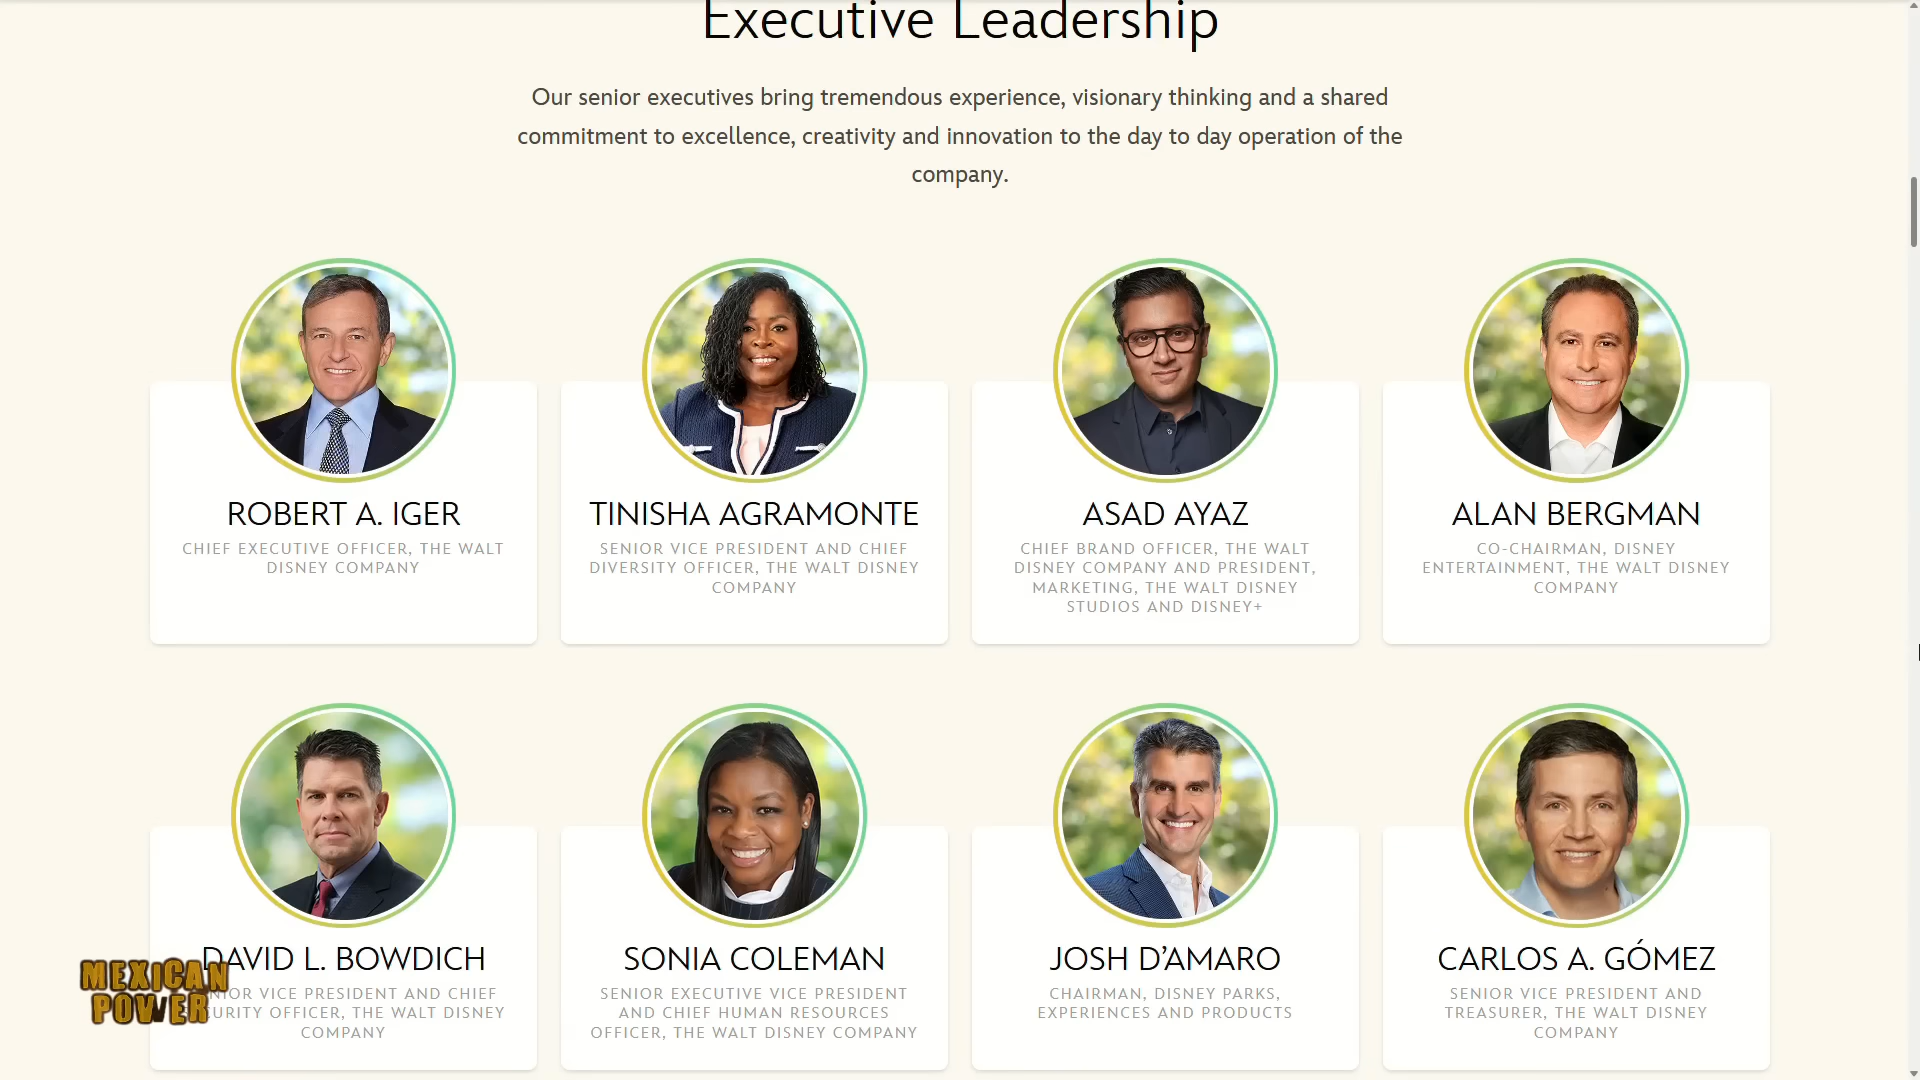 Executive Leadership
Our senior executives bring tremendous experience, visionary thinking and a shared
commitment to excellence, creativity and innovation to the day to day operation of the
company.
ROBERT A. IGER
CHIEF EXECUTIVE OFFICER, THE WALT
DISNEY COMPANY
TINISHA AGRAMONTE
SENIOR VICE PRESIDENT AND CHIEF
DIVERSITY OFFICER, THE WALT DISNEY
COMPANY
ASAD AYAZ
CHIEF BRAND OFFICER, THE WALT
DISNEY COMPANY AND PRESIDENT,
MARKETING, THE WALT DISNEY
STUDIOS AND DISNEY+
ALAN BERGMAN
CO-CHAIRMAN, DISNEY
ENTERTAINMENT, THE WALT DISNEY
COMPANY
DAVID L. BOWDICH
VICE PRESIDENT AND CHIEF
OFFICER, THE WALT DISNEY
COMPANY
SONIA COLEMAN
SENIOR EXECUTIVE VICE PRESIDENT
AND CHIEF HUMAN RESOURCES
OFFICER, THE WALT DISNEY COMPANY
JOSH D’AMARO
CHAIRMAN, DISNEY PARKS,
EXPERIENCES AND PRODUCTS
CARLOS A. GÓMEZ
SENIOR VICE PRESIDENT AND
TREASURER, THE WALT DISNEY
COMPANY
MEXICAN
POWER